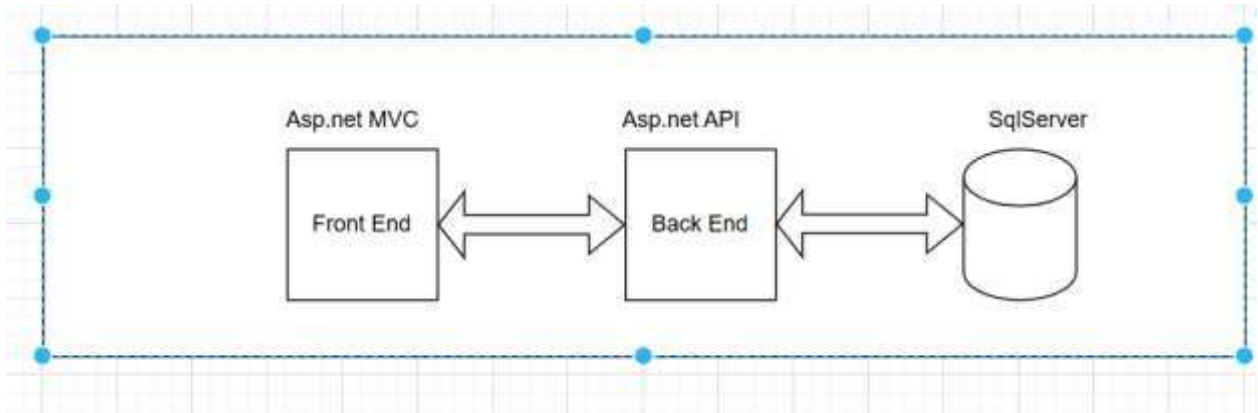 Asp.net MVC
Asp.net API
SqlServer
Front End
Back End